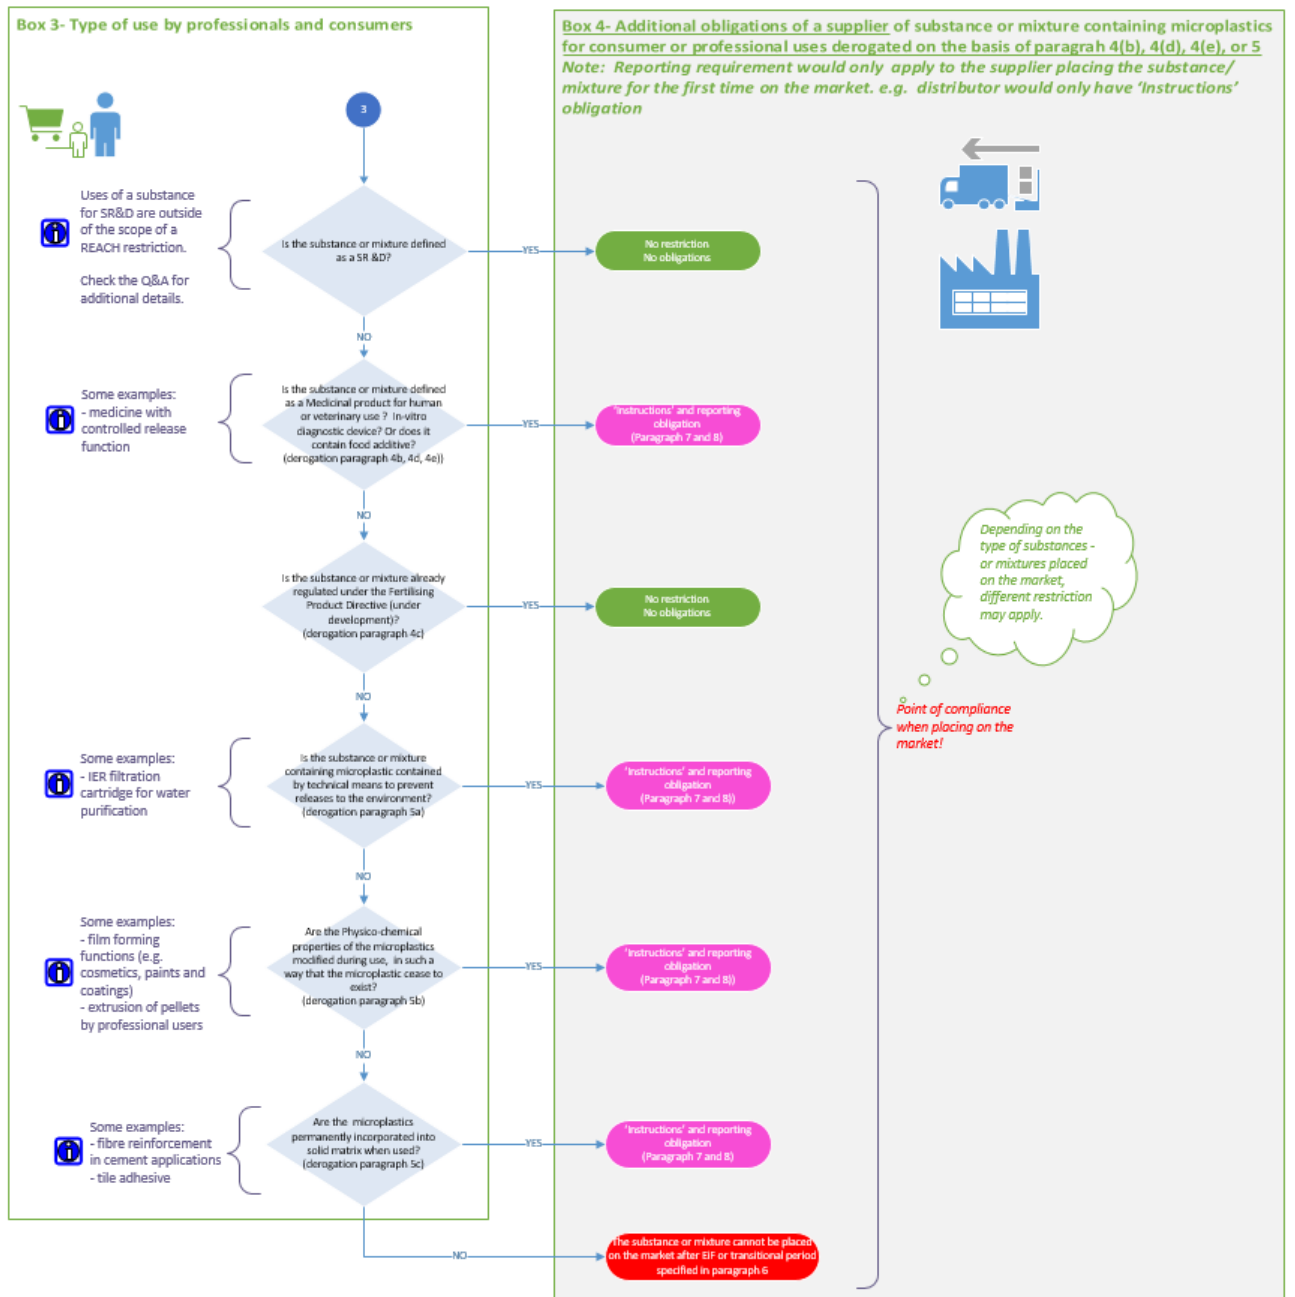 Box 3- Type of use by professionals and consumers
3
Uses of a substance
for SR&D are outside
of the scope of a
REACH restriction.
Check the Q&A for
additional details.
Is the substance or mixture defined
as a SR &D?
YES
NO
Some examples:
- medicine with
controlled release
function
Is the substance or mixture defined
as a Medicinal product for human
or veterinary use ? In-vitro
diagnostic device? Or does it
contain food additive?
(derogation paragraph 4b, 4d, 4e))
YES
NO
Is the substance or mixture already
regulated under the Fertilising
Product Directive (under
development)?
(derogation paragraph 4c)
YES
NO
Some examples:
- IER filtration
cartridge for water
purification
Is the substance or mixture
containing microplastic contained
by technical means to prevent
releases to the environment?
(derogation paragraph 5a)
YES
NO
Some examples:
- film forming
functions (e.g.
cosmetics, paints and
coatings)
- extrusion of pellets
by professional users
Are the Physico-chemical
properties of the microplastics
modified during use, in such a
way that the microplastic cease to
exist?
(derogation paragraph 5b)
YES
NO
Some examples:
- fibre reinforcement
in cement applications
- tile adhesive
Are the microplastics
permanently incorporated into
solid matrix when used?
(derogation paragraph 5c)
YES
NO
Box 4- Additional obligations of a supplier of substance or mixture containing microplastics
for consumer or professional uses derogated on the basis of paragrah 4(b), 4(d), 4(e), or 5
Note: Reporting requirement would only apply to the supplier placing the substance/
mixture for the first time on the market. e.g. distributor would only have 'Instructions'
obligation
No restriction
No obligations
'Instructions' and reporting
obligation
(Paragraph 7 and 8)
No restriction
No obligations
'Instructions' and reporting
obligation
(Paragraph 7 and 8))
'Instructions' and reporting
obligation
(Paragraph 7 and 8))
'Instructions' and reporting
obligation
(Paragraph 7 and 8)
The substance or mixture cannot be placed
on the market after EIF or transitional period
specified in paragraph 6
Depending on the
type of substances -
or mixtures placed
on the market,
different restriction
may apply.
Point of compliance
when placing on the
market!